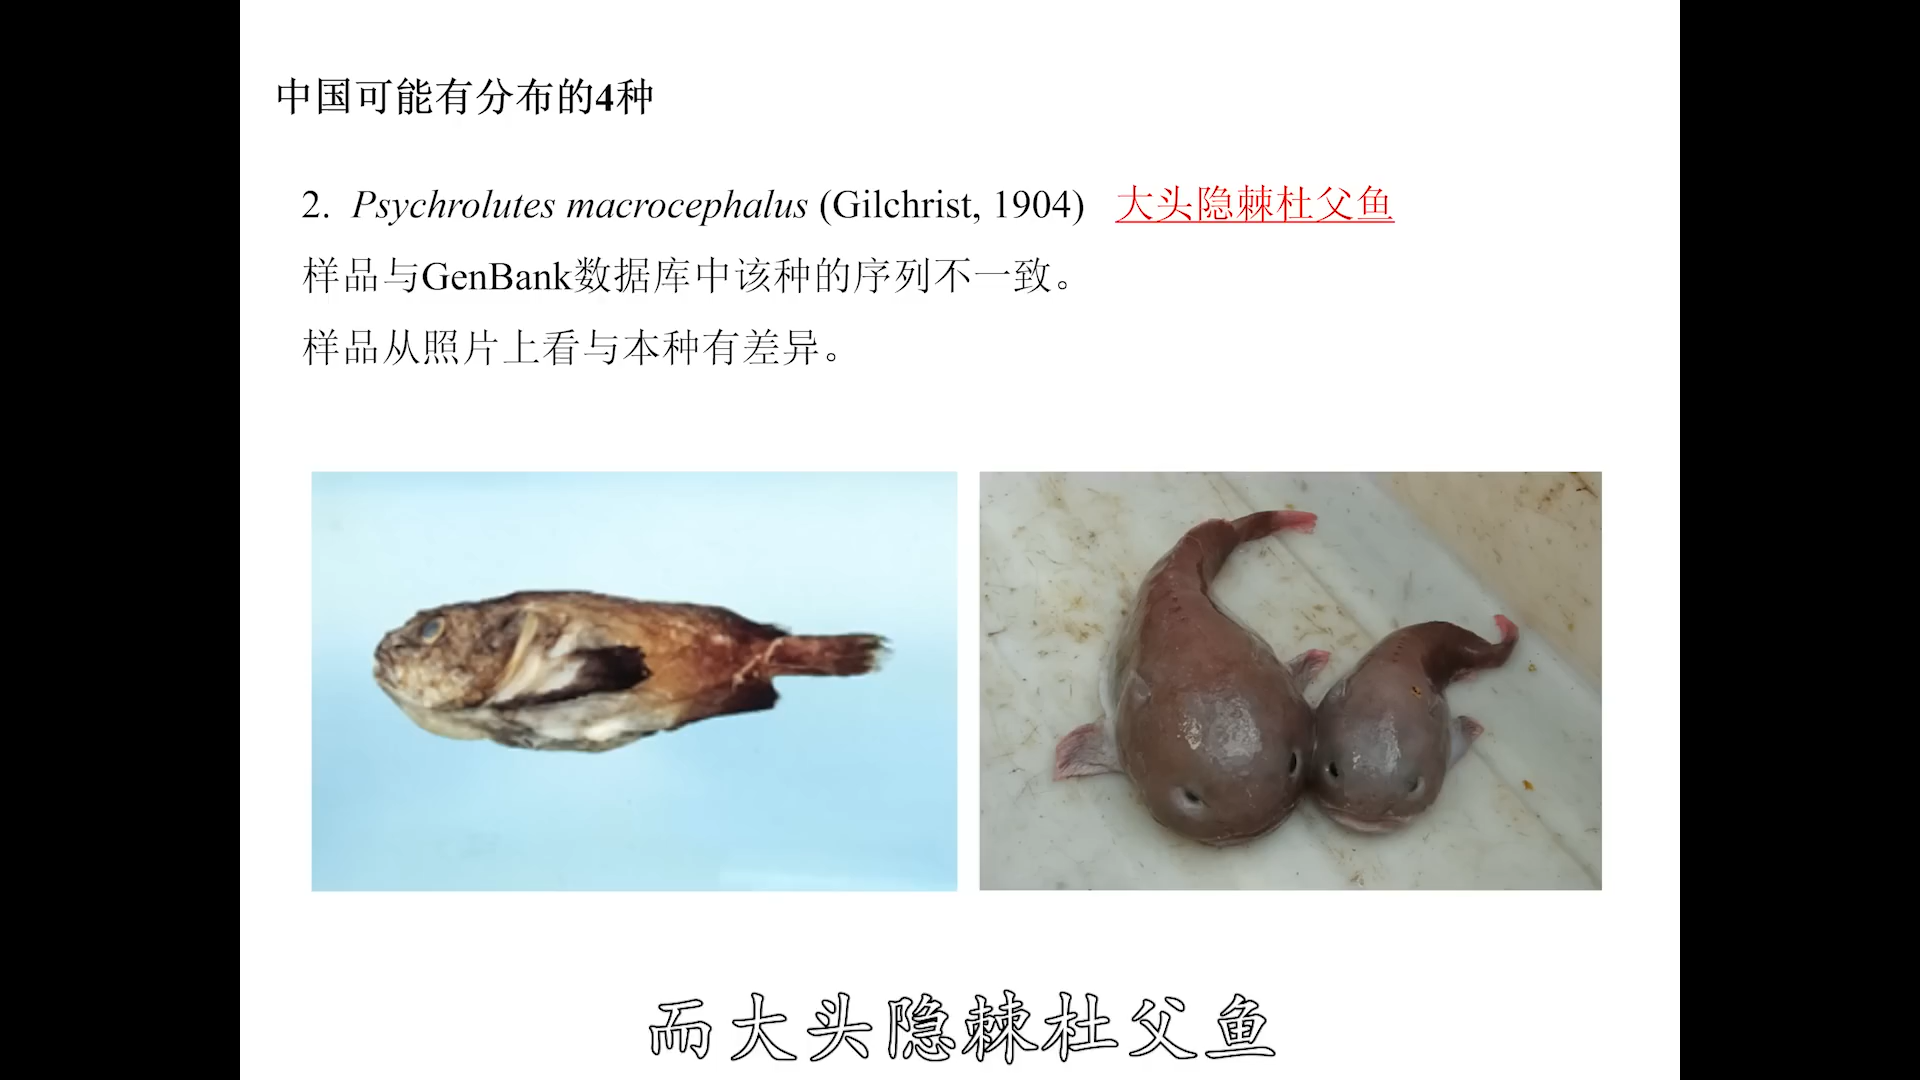 中国可能有分布的4种
2. Psychrolutes macrocephalus (Gilchrist, 1904) 大头隐棘杜父鱼
样品与GenBank数据库中该种的序列不一致。
样品从照片上看与本种有差异。
而大头隐棘杜父鱼